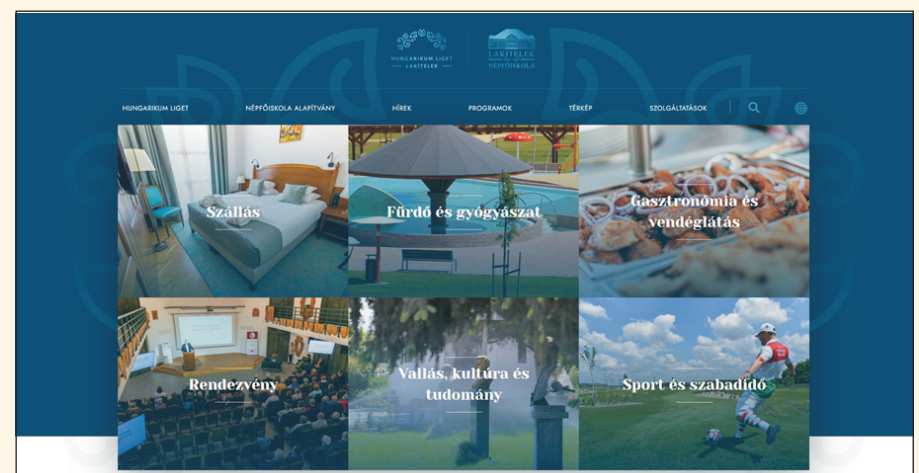 HUNGARIKUM LIGET
— LAKITELEK —
LAKITELEK
NÉPFŐISKOLA
HUNGARIKUM LIGET
NÉPFŐISKOLA ALAPÍTVÁNY
HÍREK
PROGRAMOK
TÉRKÉP
SZOLGÁLTATÁSOK
Szállás
Fürdő és gyógyászat
Gasztronómia és
vendéglátás
Rendezvény
Vallás, kultúra és
tudomány
Sport és szabadidő